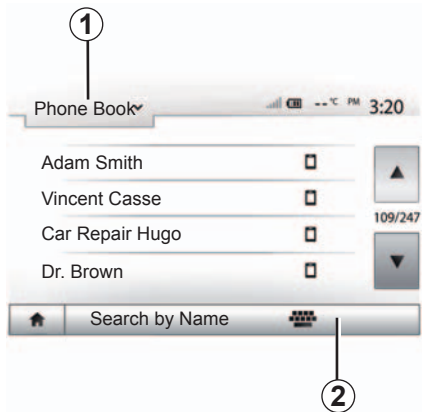 1
Phone Book --°C PM 3:20
Adam Smith
Vincent Casse
109/247
Car Repair Hugo
Dr. Brown
Search by Name
2